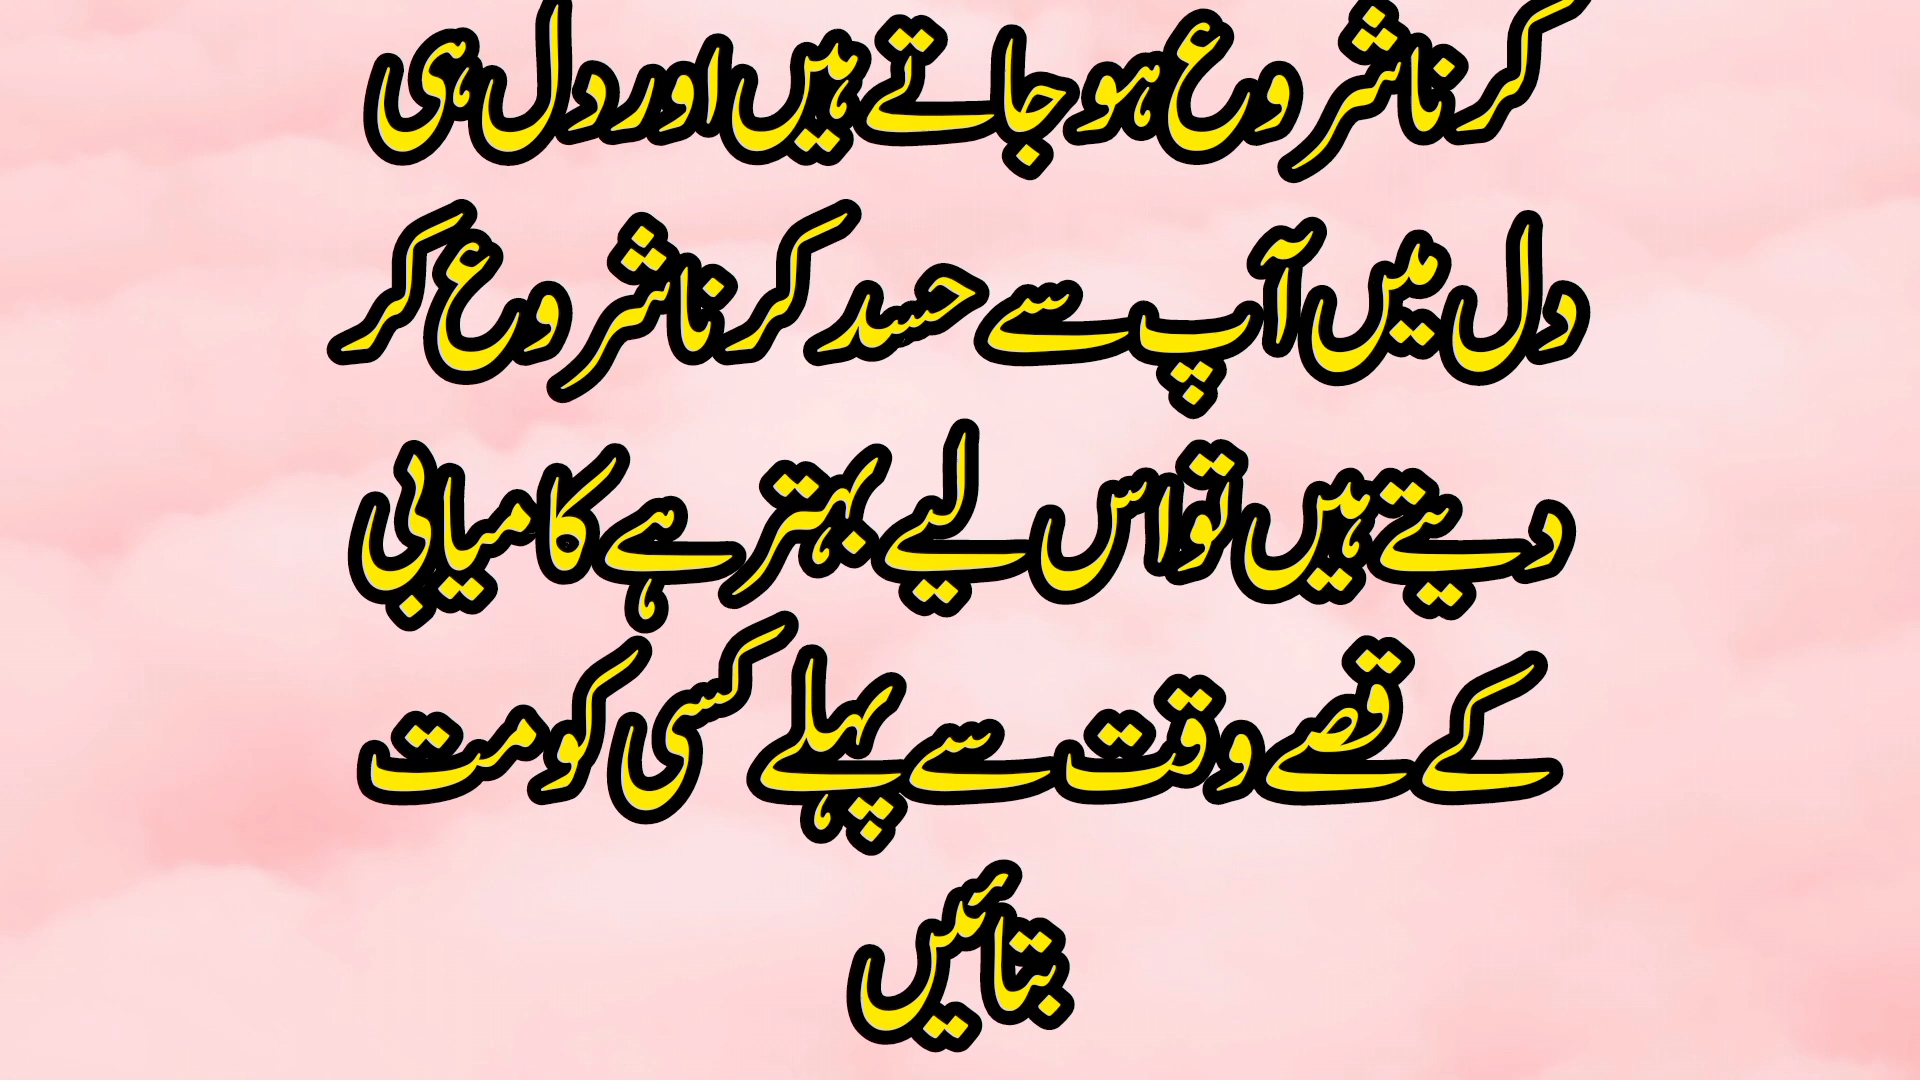 کرنا شروع ہو جاتے ہیں اور دل ہی
دل میں آپ سے حسد کرنا شروع کر
دیتے ہیں تو اس لیے بہتر ہے کامیابی
کے قصے وقت سے پہلے کسی کو مت
بتائیں